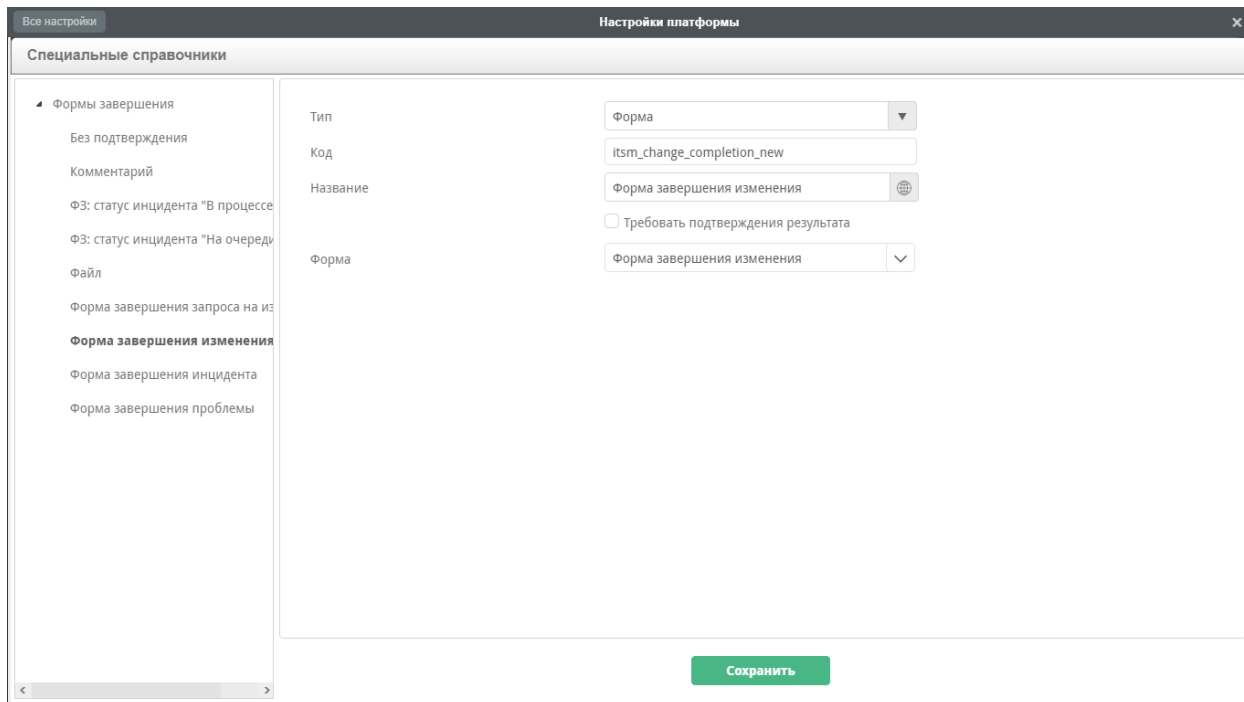 Все настройки
Настройки платформы
Специальные справочники
Формы завершения
Без подтверждения
Комментарий
ФЗ: статус инцидента "В процессе
ФЗ: статус инцидента "На очереди
Файл
Форма завершения запроса на из
Форма завершения изменения
Форма завершения инцидента
Форма завершения проблемы
Тип
Форма
Код
itsm_change_completion_new
Название
Форма завершения изменения
Требовать подтверждения результата
Форма
Форма завершения изменения
Сохранить